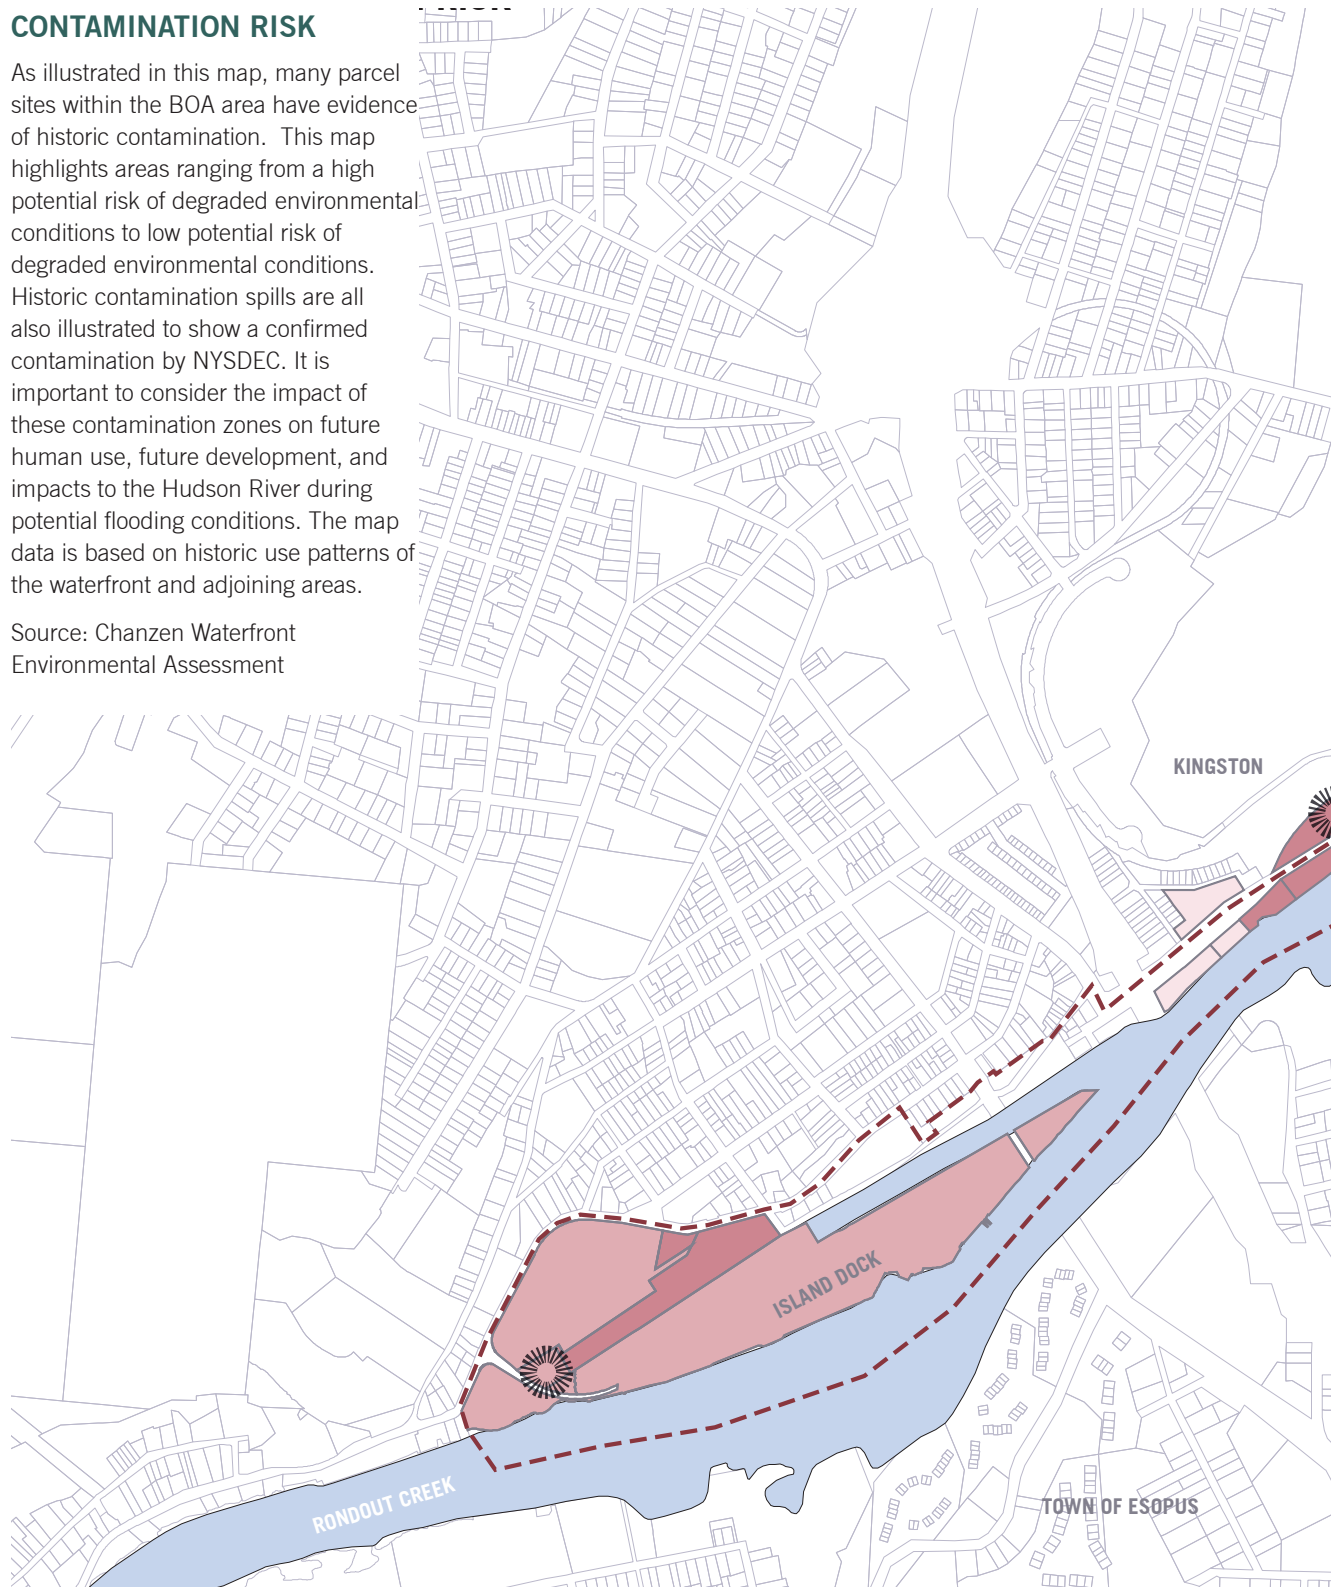 CONTAMINATION RISK
As illustrated in this map, many parcel
sites within the BOA area have evidence
of historic contamination.  This map
highlights areas ranging from a high
potential risk of degraded environmental
conditions to low potential risk of
degraded environmental conditions.
Historic contamination spills are all
also illustrated to show a confirmed
contamination by NYSDEC. It is
important to consider the impact of
these contamination zones on future
human use, future development, and
impacts to the Hudson River during
potential flooding conditions. The map
data is based on historic use patterns of
the waterfront and adjoining areas.
Source: Chanzen Waterfront
Environmental Assessment
KINGSTON
ISLAND DOCK
RONDOUT CREEK
TOWN OF ESOPUS